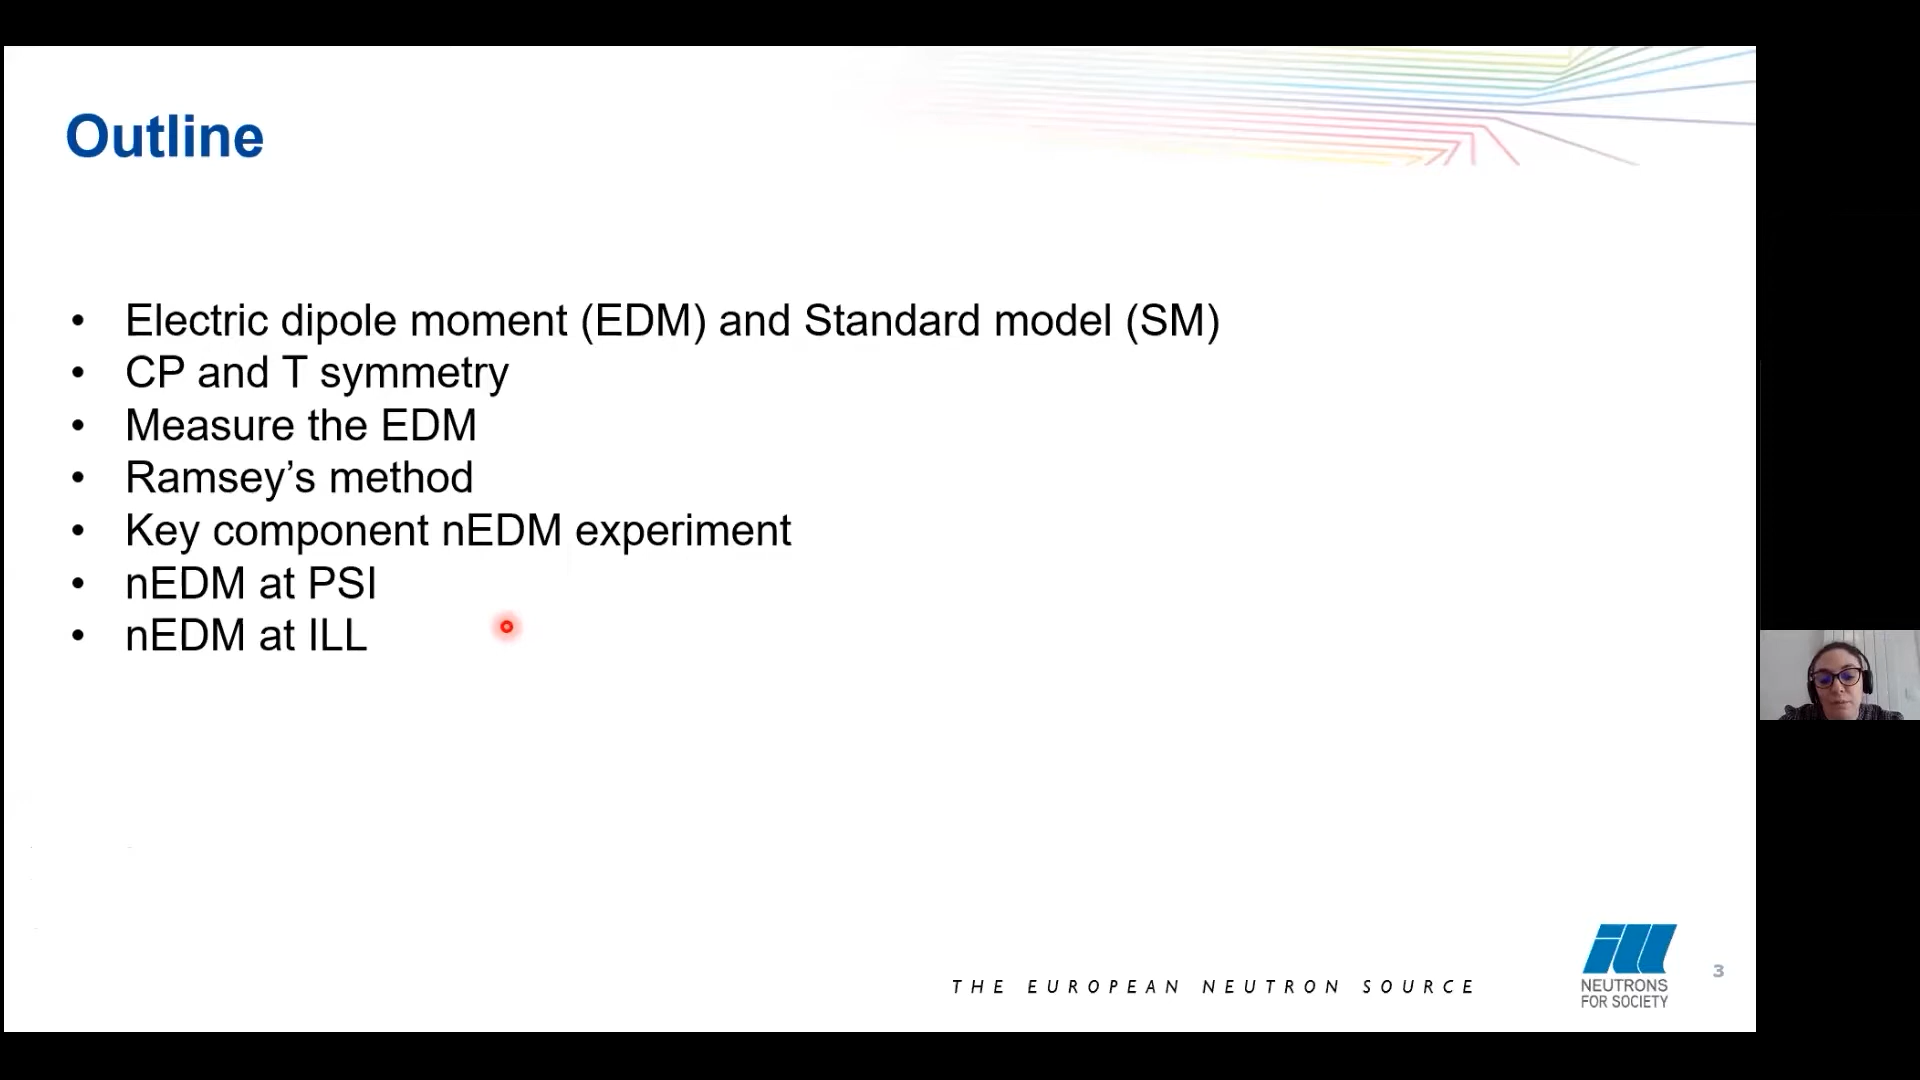 Outline
• Electric dipole moment (EDM) and Standard model (SM)
• CP and T symmetry
• Measure the EDM
• Ramsey’s method
• Key component nEDM experiment
• nEDM at PSI
• nEDM at ILL
THE EUROPEAN NEUTRON SOURCE
ill
NEUTRONS
FOR SOCIETY
3